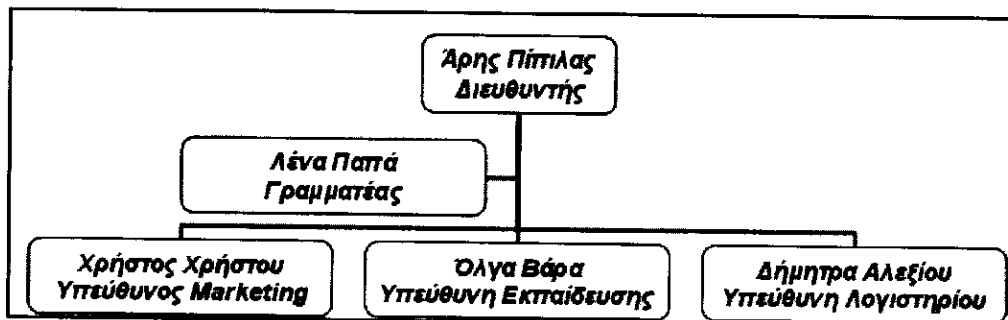 Άρης Πίπιλας
Διευθυντής
Λένα Παπά
Γραμματέας
Χρήστος Χρήστου
Υπεύθυνος Marketing
Όλγα Βάρα
Υπεύθυνη Εκπαίδευσης
Δήμητρα Αλεξίου
Υπεύθυνη Λογιστηρίου